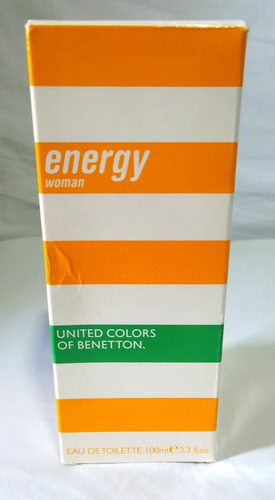 energy
woman
UNITED COLORS
OF BENETTON.
EAU DE TOILETTE 100ml ℮ 3.3 fl.oz.